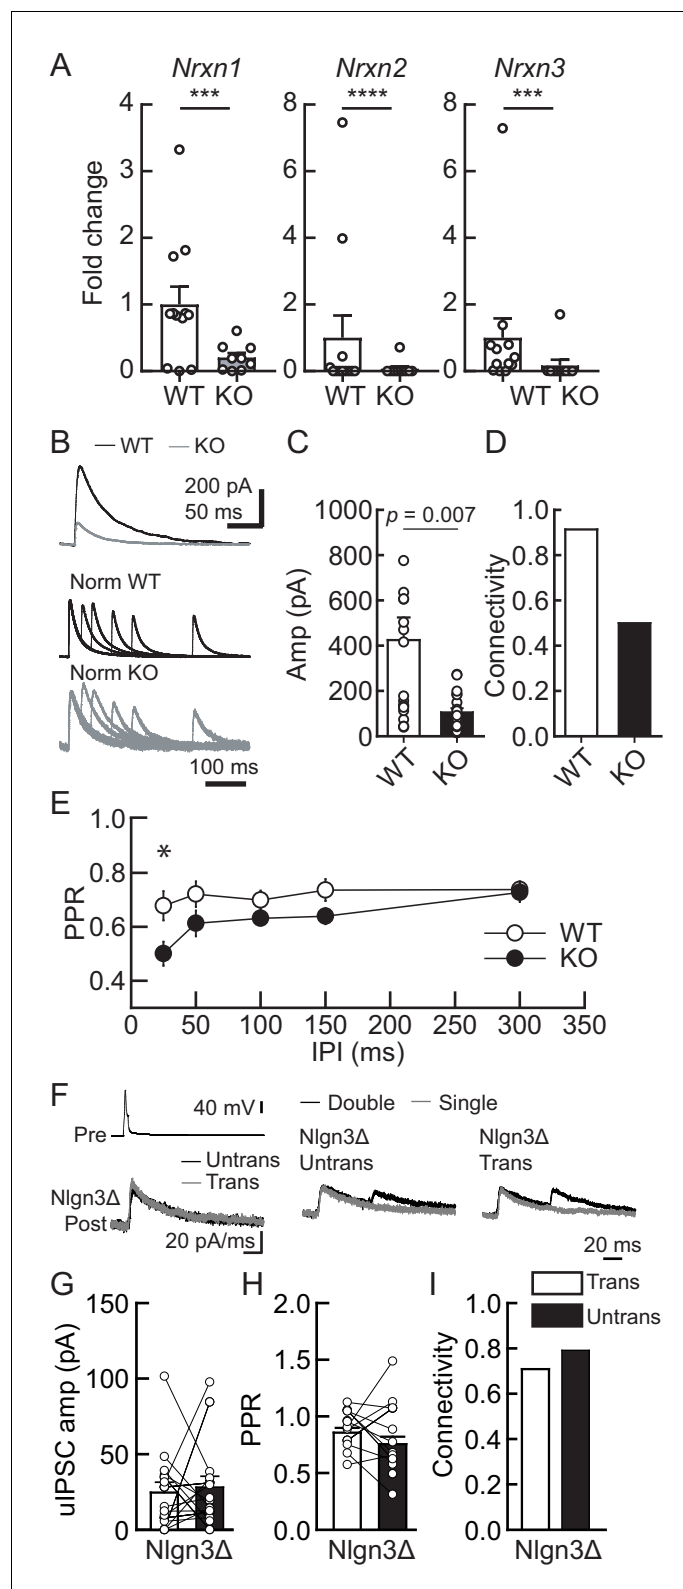 A
Nrxn1
Nrxn2
Nrxn3
Fold change
4
3
2
1
0
***
WT KO
8
6
4
2
0
****
WT KO
8
6
4
2
0
***
WT KO
B
WT
KO
200 pA
50 ms
Norm WT
Norm KO
100 ms
C
Amp (pA)
1000
800
600
400
200
0
p = 0.007
WT
KO
D
Connectivity
1.0
0.8
0.6
0.4
0.2
0.0
WT
KO
E
PPR
1.0
0.8
0.6
0.4
*
WT
KO
0 50 100 150 200 250 300 350
IPI (ms)
F
40 mV
Pre
Untrans
Trans
Nlgn3Δ
Post
20 pA/ms
Double
Single
Nlgn3Δ
Untrans
Nlgn3Δ
Trans
20 ms
G
uIPSC amp (pA)
150
100
50
0
Nlgn3Δ
H
PPR
2.0
1.5
1.0
0.5
0.0
Nlgn3Δ
I
Trans
Untrans
Connectivity
1.0
0.8
0.6
0.4
0.2
0.0
Nlgn3Δ